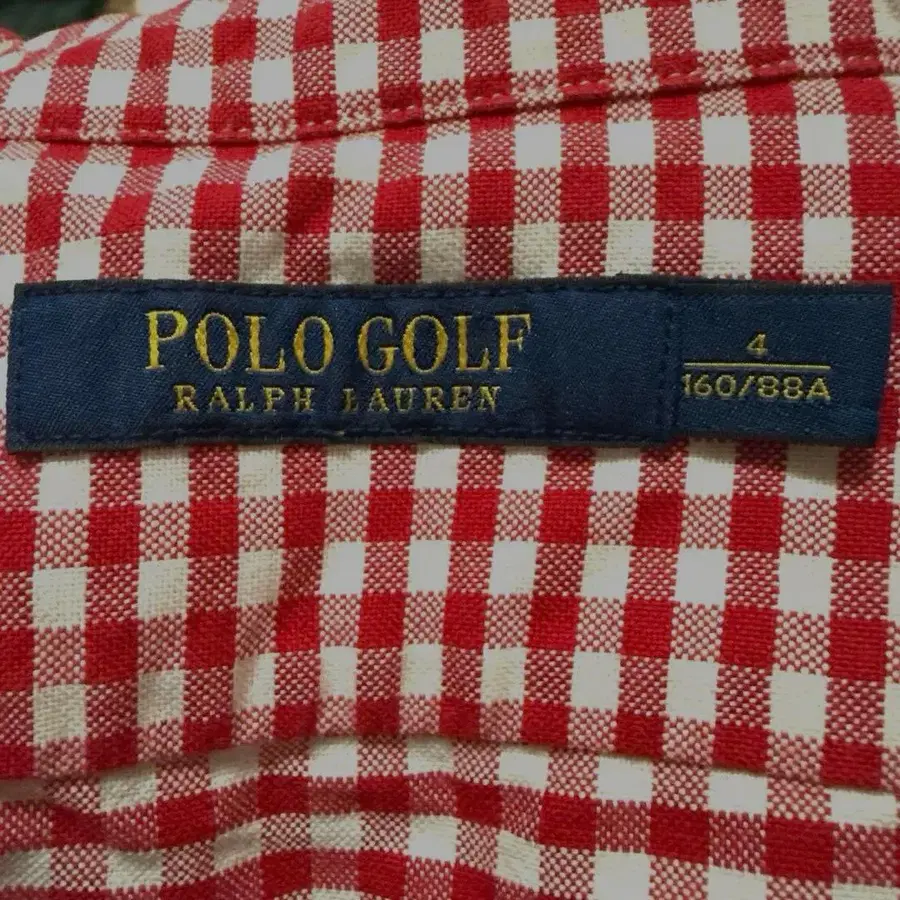 POLO GOLF
RALPH LAUREN
4
160/88A